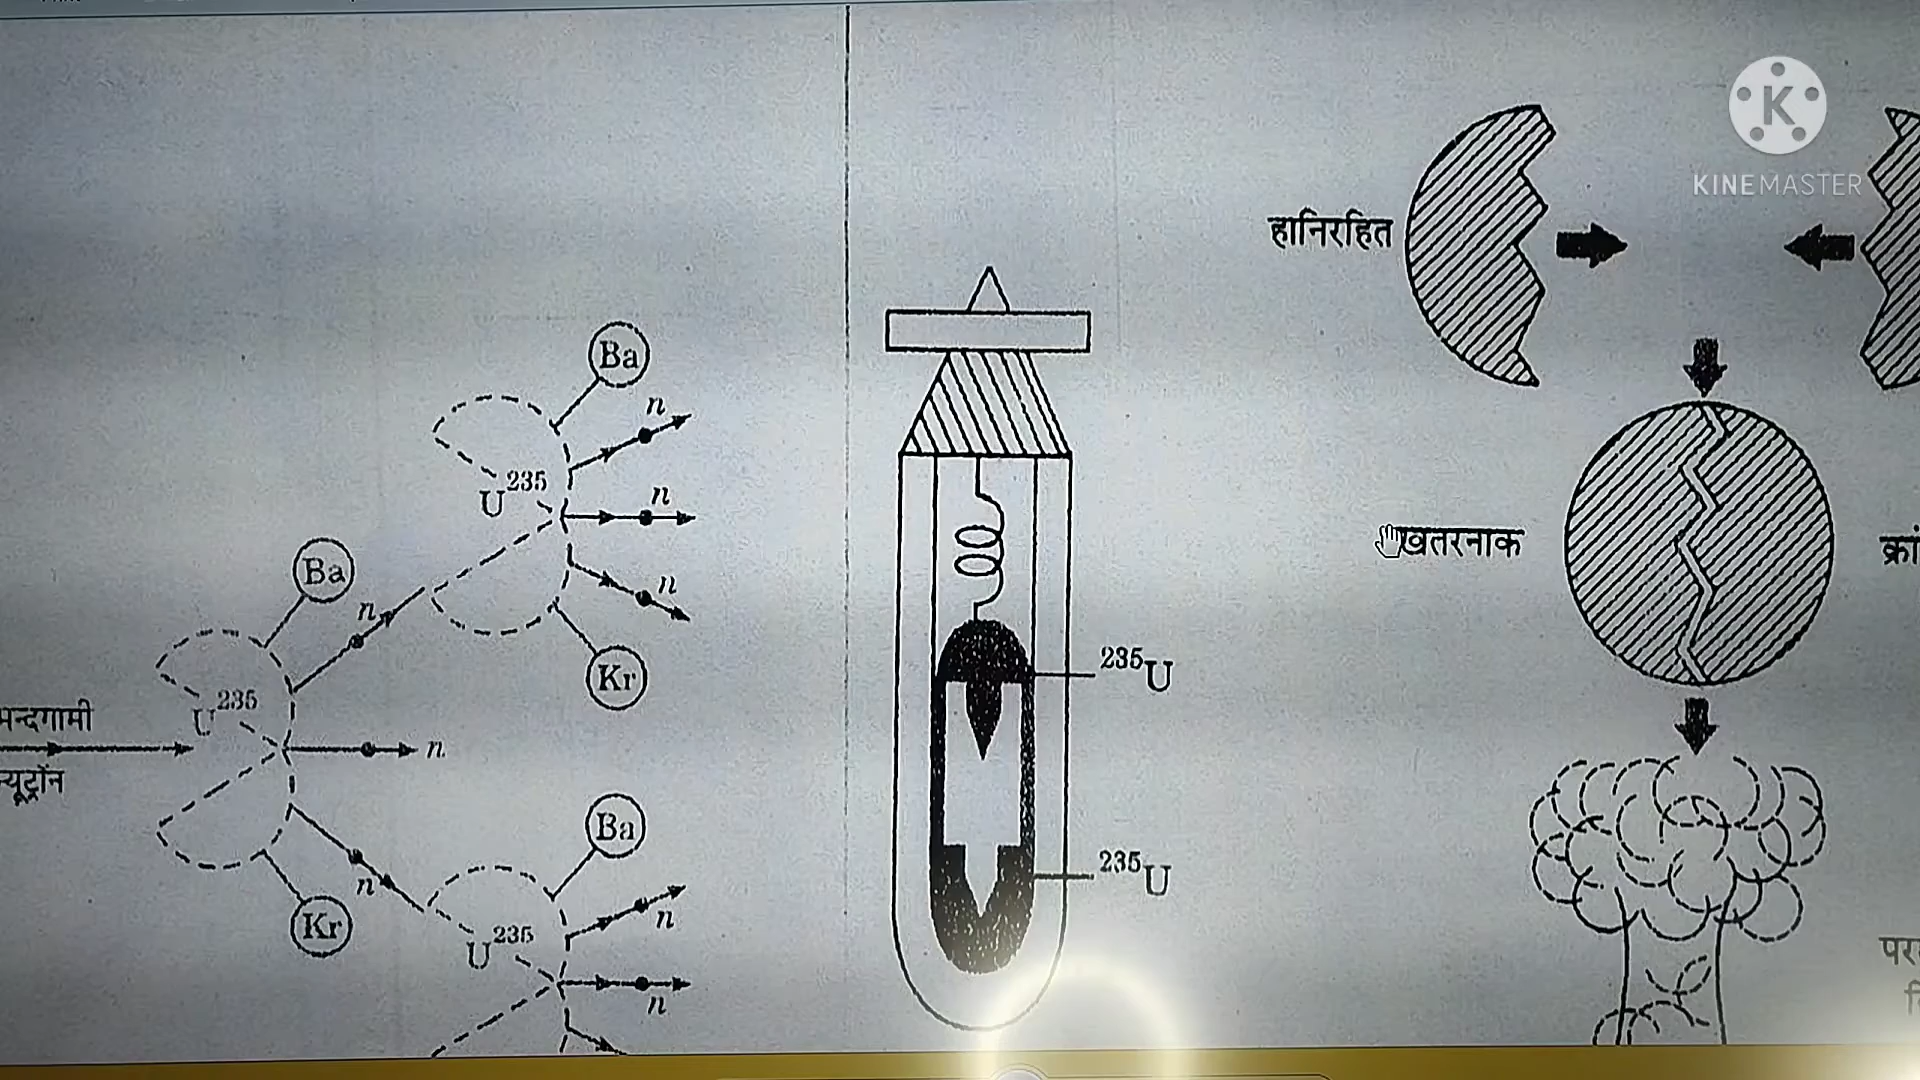 Ba
n
U235
n
n
Ba
Kr
n
U235
मन्दगामी
n
न्यूट्रॉन
Ba
n
Kr
U235
n
n
235U
235U
हानिरहित
खतरनाक
KINEMASTER